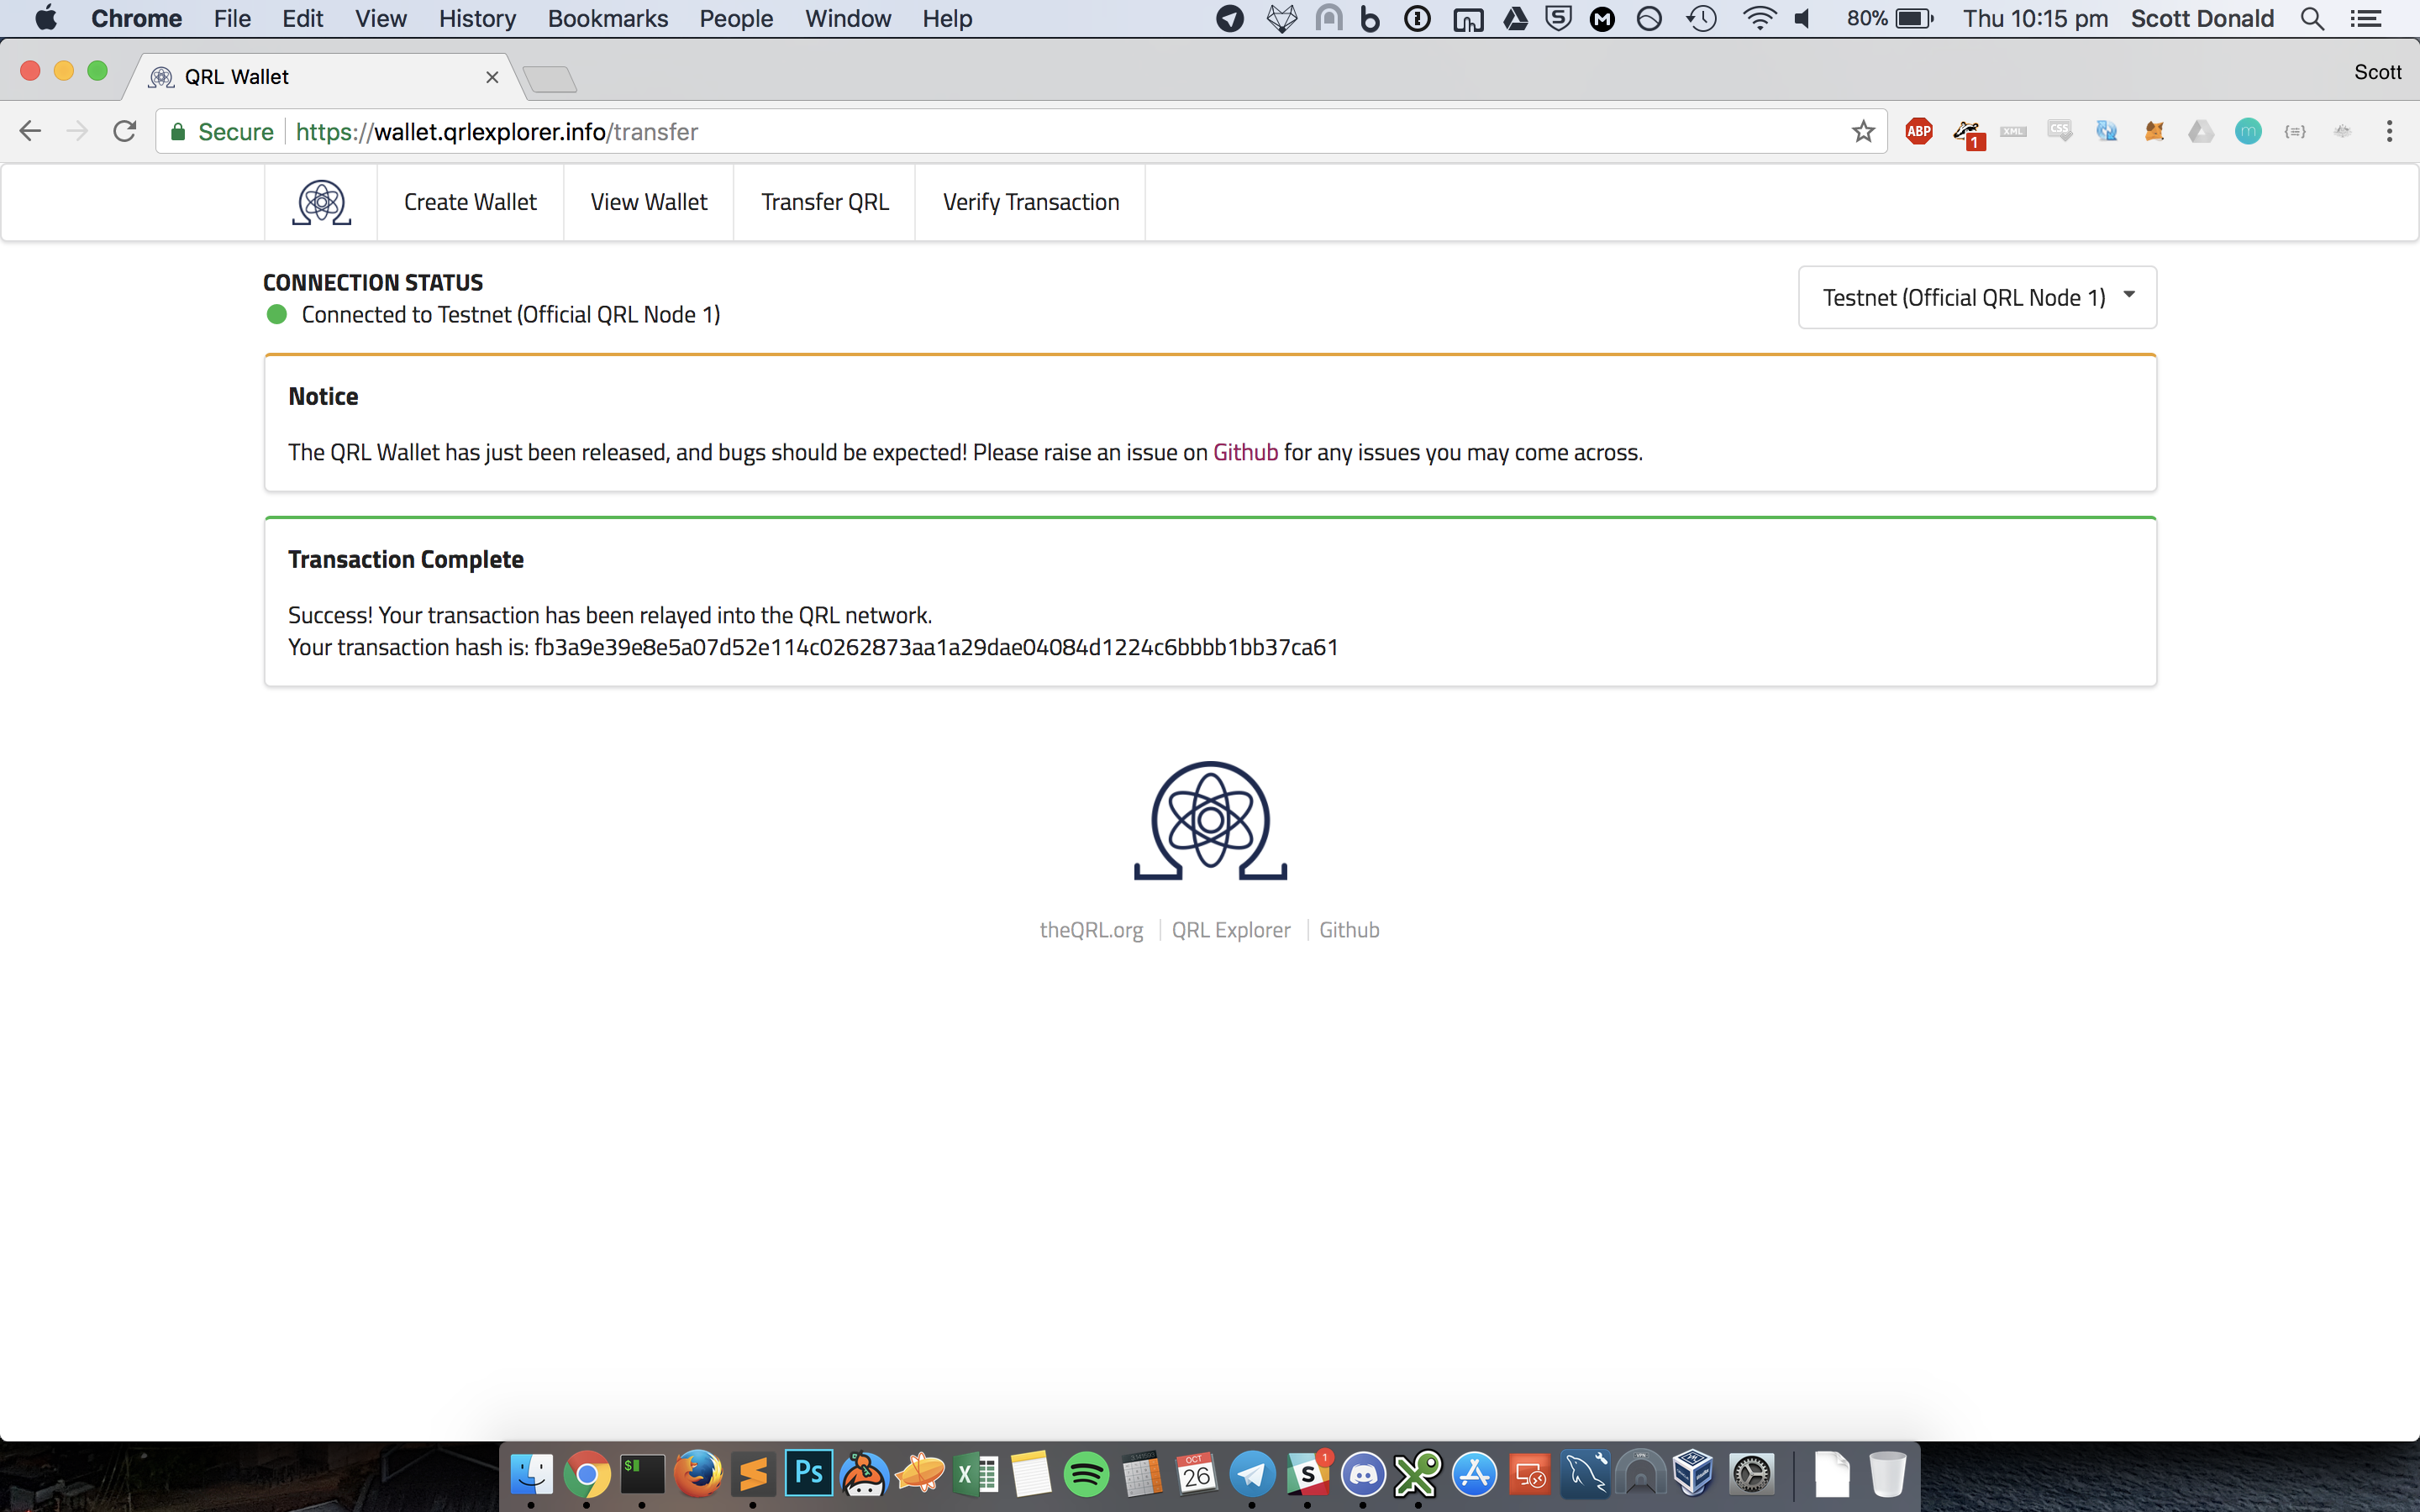 Chrome File Edit View History Bookmarks People Window Help 80% Thu 10:15 pm Scott Donald
QRL Wallet Scott
Secure https://wallet.qrlexplorer.info/transfer ABP 1 XML CSS m {≡}
Create Wallet View Wallet Transfer QRL Verify Transaction
CONNECTION STATUS
Connected to Testnet (Official QRL Node 1)
Testnet (Official QRL Node 1)
Notice
The QRL Wallet has just been released, and bugs should be expected! Please raise an issue on Github for any issues you may come across.
Transaction Complete
Success! Your transaction has been relayed into the QRL network.
Your transaction hash is: fb3a9e39e8e5a07d52e114c0262873aa1a29dae04084d1224c6bbbb1bb37ca61
theQRL.org QRL Explorer Github
$ Ps X OCT 26 S 1 VPN